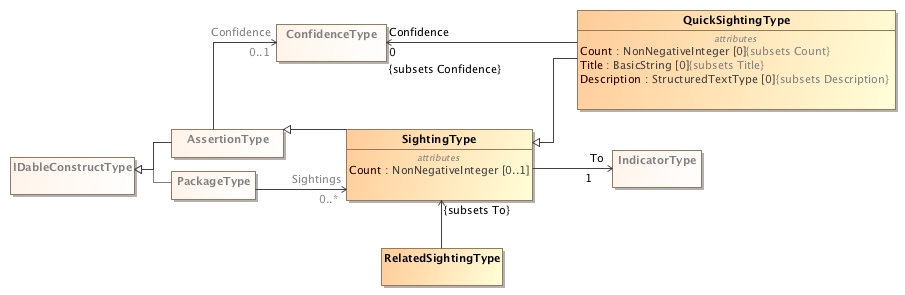 QuickSightingType
attributes
Count : NonNegativeInteger [0]{subsets Count}
Title : BasicString [0]{subsets Title}
Description : StructuredTextType [0]{subsets Description}
Confidence
0..1
ConfidenceType
Confidence
0
{subsets Confidence}
AssertionType
SightingType
attributes
Count : NonNegativeInteger [0..1]
To
1
IndicatorType
IDableConstructType
PackageType
Sightings
0..*
{subsets To}
RelatedSightingType